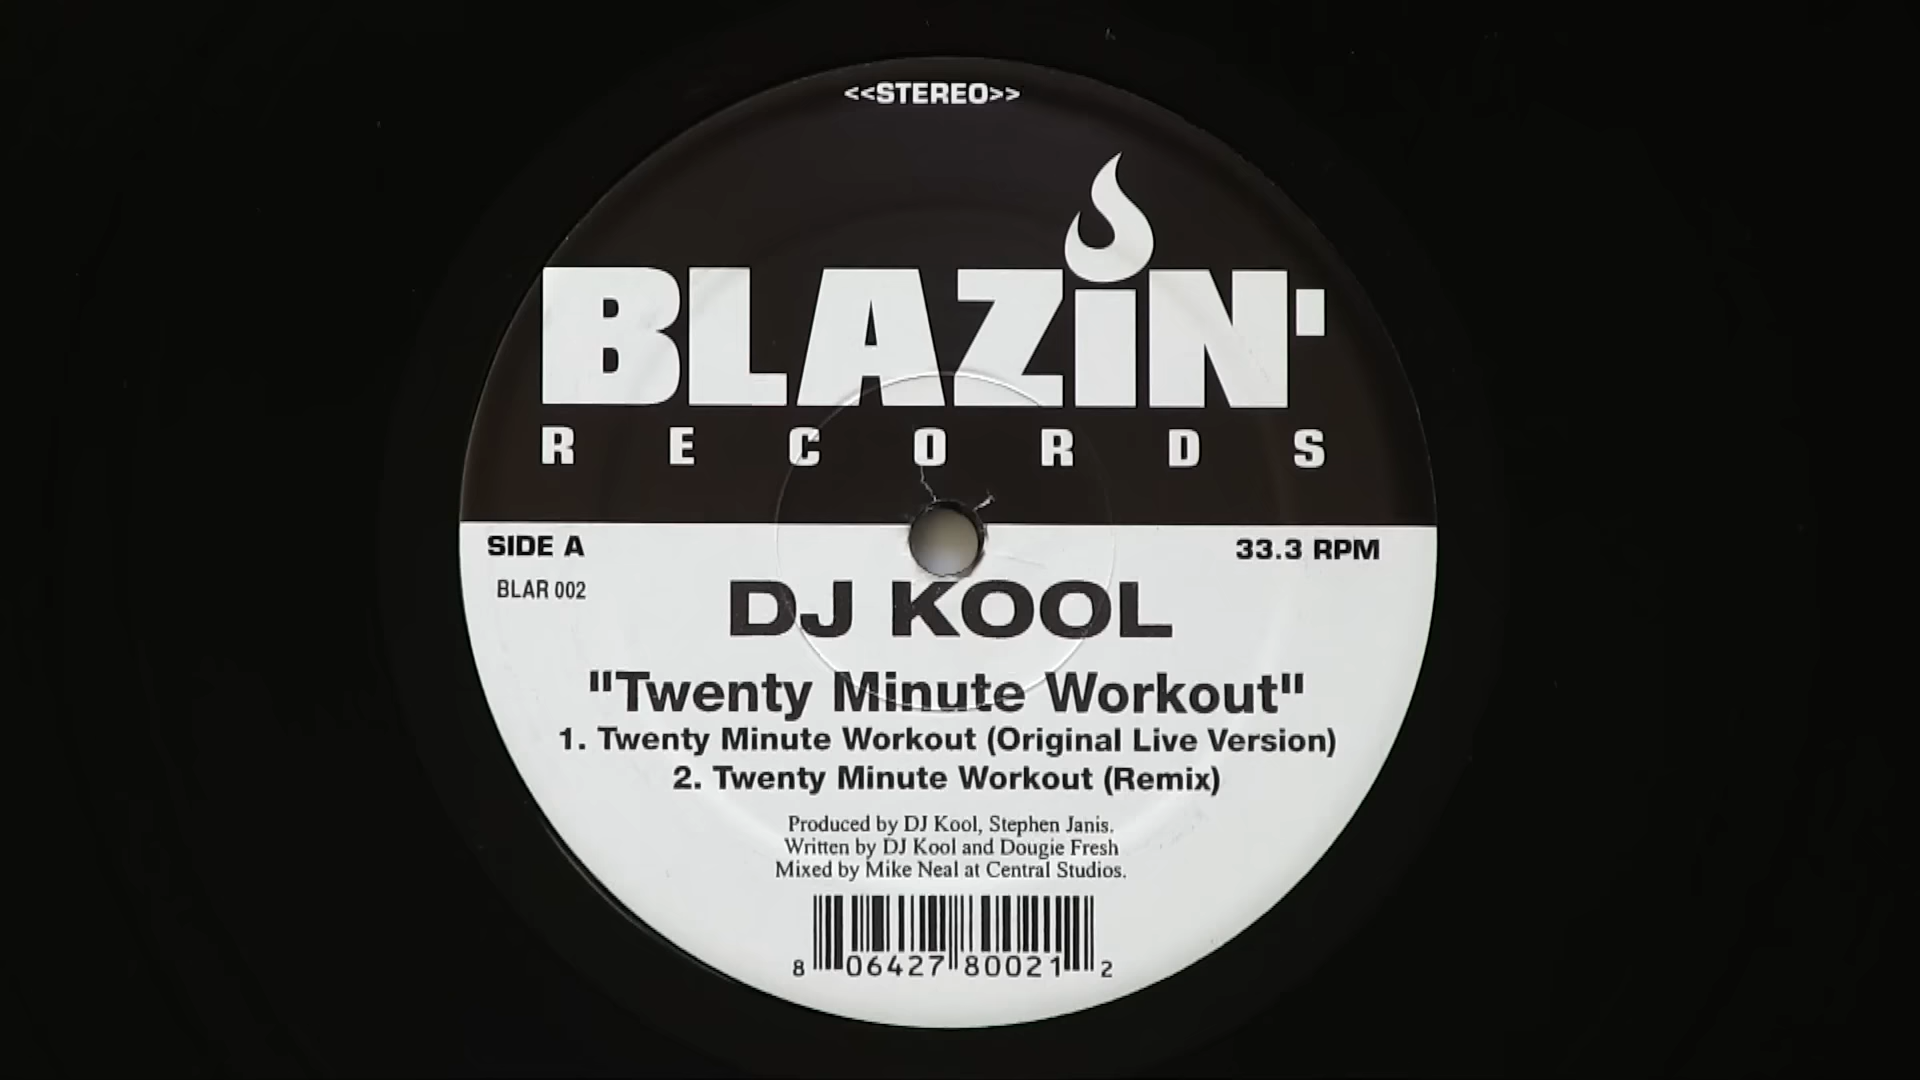 <<STEREO>>
BLAZiN'
RECORDS
SIDE A
33.3 RPM
BLAR 002
DJ KOOL
"Twenty Minute Workout"
1. Twenty Minute Workout (Original Live Version)
2. Twenty Minute Workout (Remix)
Produced by DJ Kool, Stephen Janis.
Written by DJ Kool and Dougie Fresh
Mixed by Mike Neal at Central Studios.
8 06427 80021 2